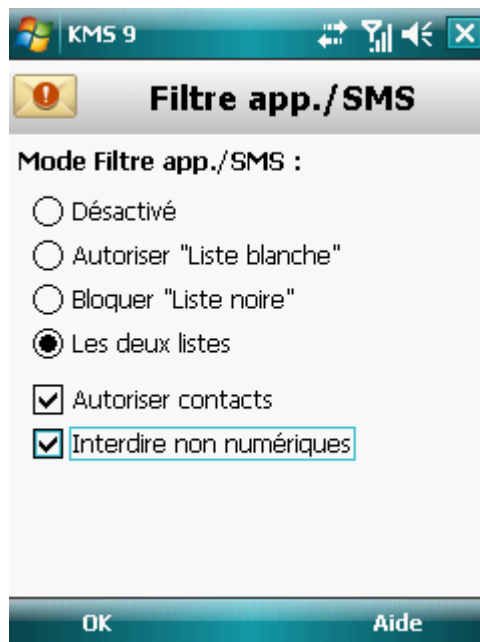 KMS 9
Filtre app./SMS
Mode Filtre app./SMS :
Désactivé
Autoriser "Liste blanche"
Bloquer "Liste noire"
Les deux listes
Autoriser contacts
Interdire non numériques
OK Aide